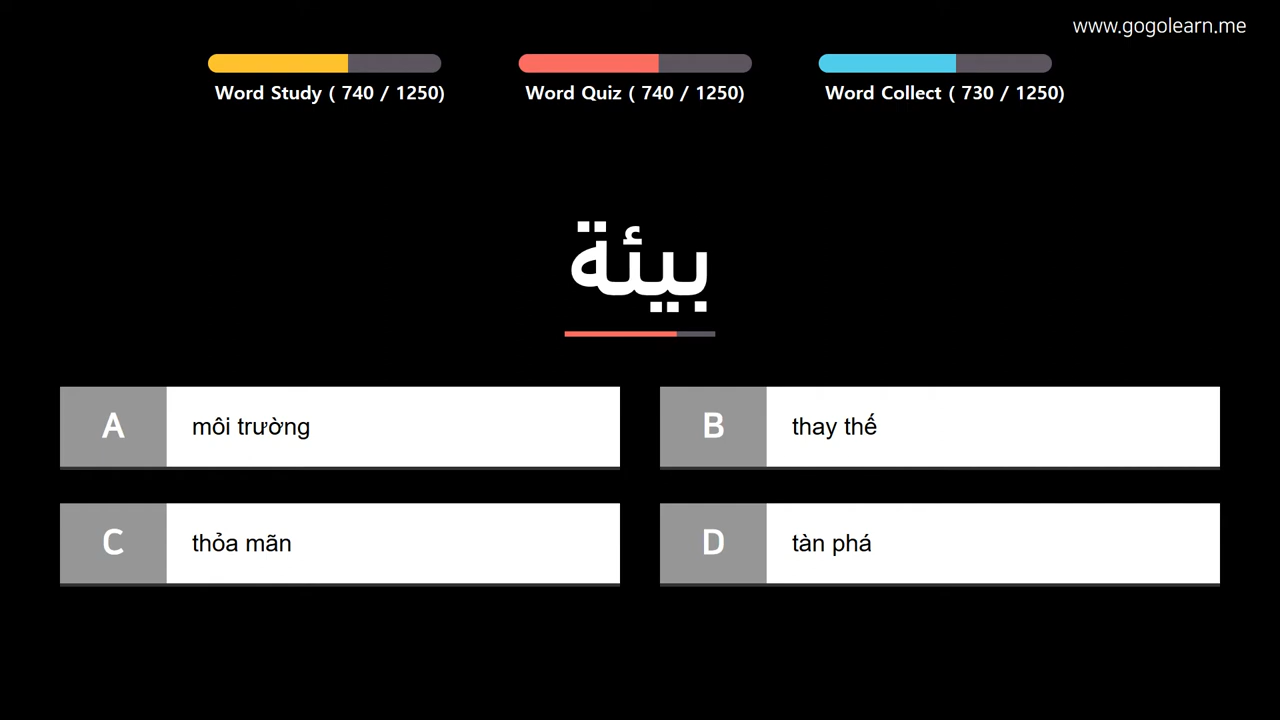 www.gogolearn.me
Word Study ( 740 / 1250)
Word Quiz ( 740 / 1250)
Word Collect ( 730 / 1250)
بيئة
A môi trường
B thay thế
C thỏa mãn
D tàn phá